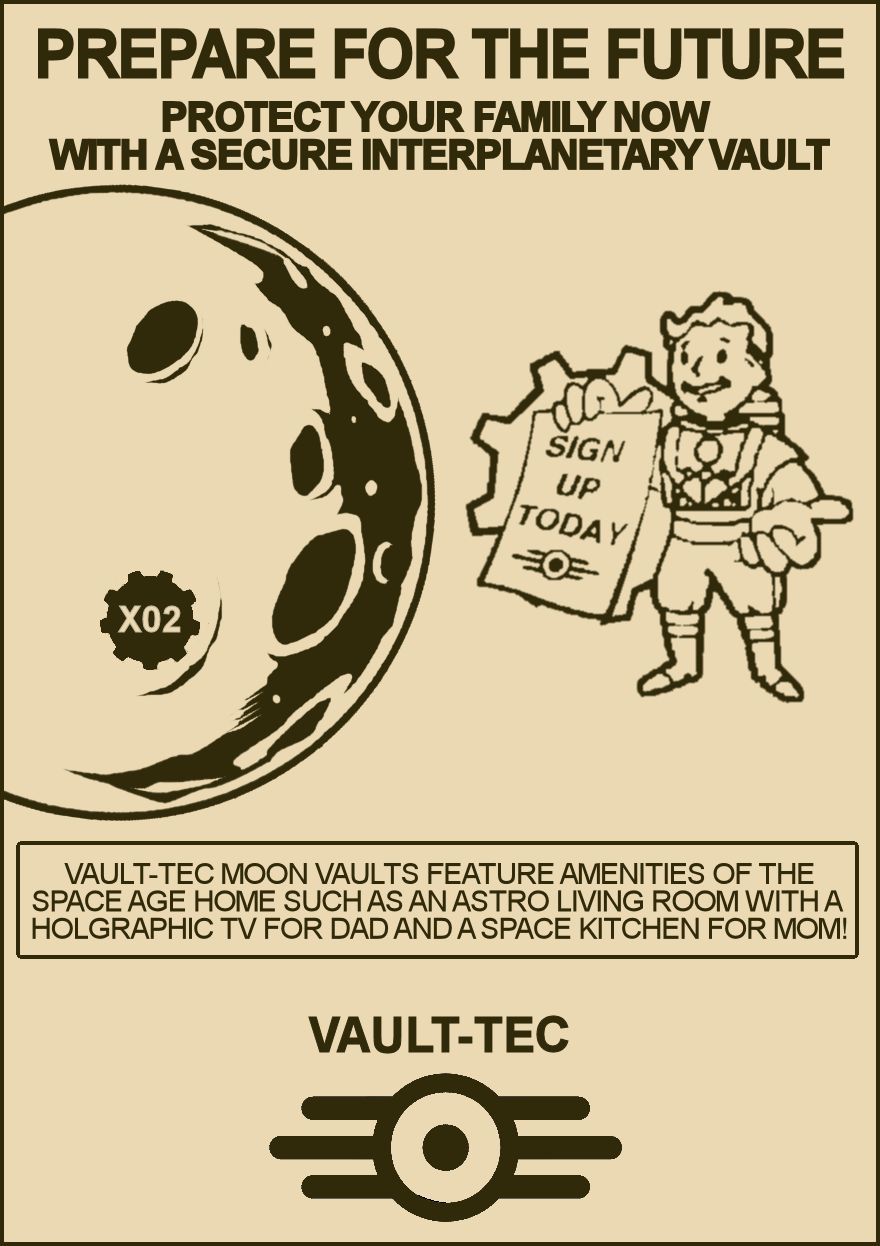 PREPARE FOR THE FUTURE
PROTECT YOUR FAMILY NOW
WITH A SECURE INTERPLANETARY VAULT
SIGN
UP
TODAY
X02
VAULT-TEC MOON VAULTS FEATURE AMENITIES OF THE
SPACE AGE HOME SUCH AS AN ASTRO LIVING ROOM WITH A
HOLGRAPHIC TV FOR DAD AND A SPACE KITCHEN FOR MOM!
VAULT-TEC